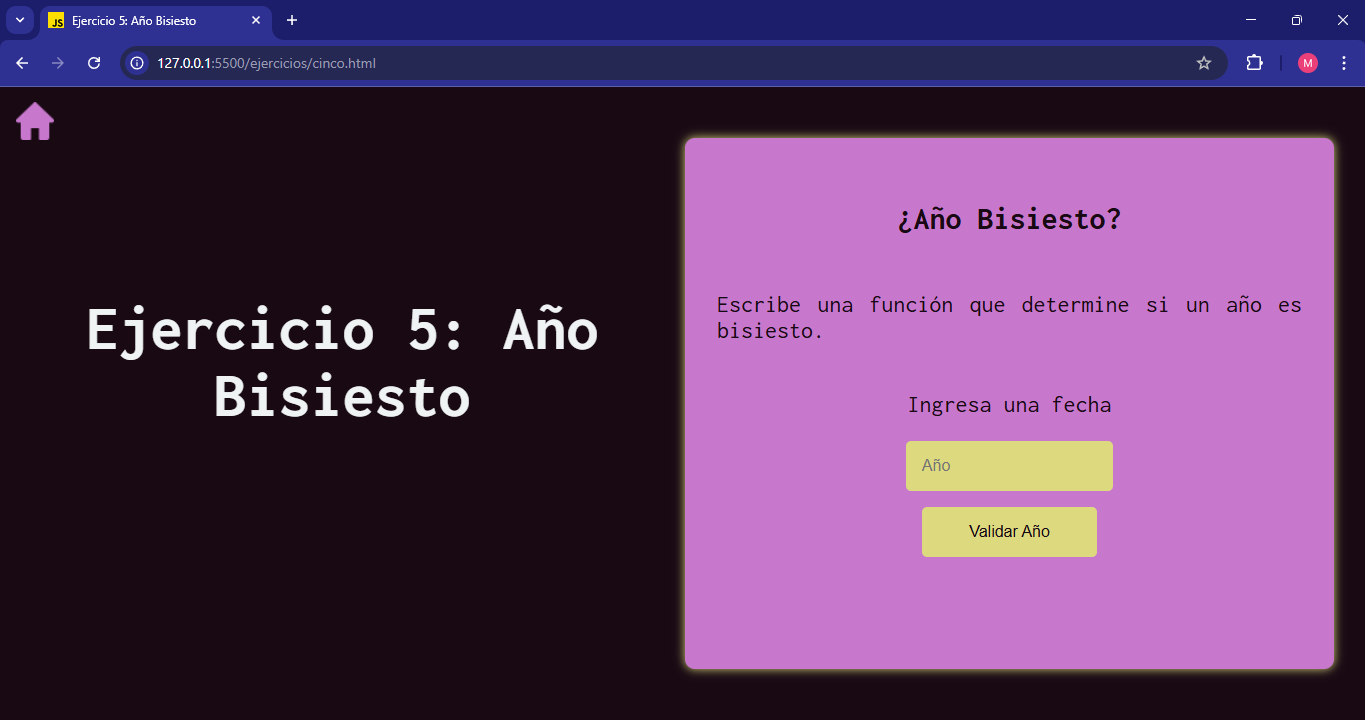 JS Ejercicio 5: Año Bisiesto
127.0.0.1:5500/ejercicios/cinco.html
M
Ejercicio 5: Año
Bisiesto
¿Año Bisiesto?
Escribe una función que determine si un año es
bisiesto.
Ingresa una fecha
Año
Validar Año